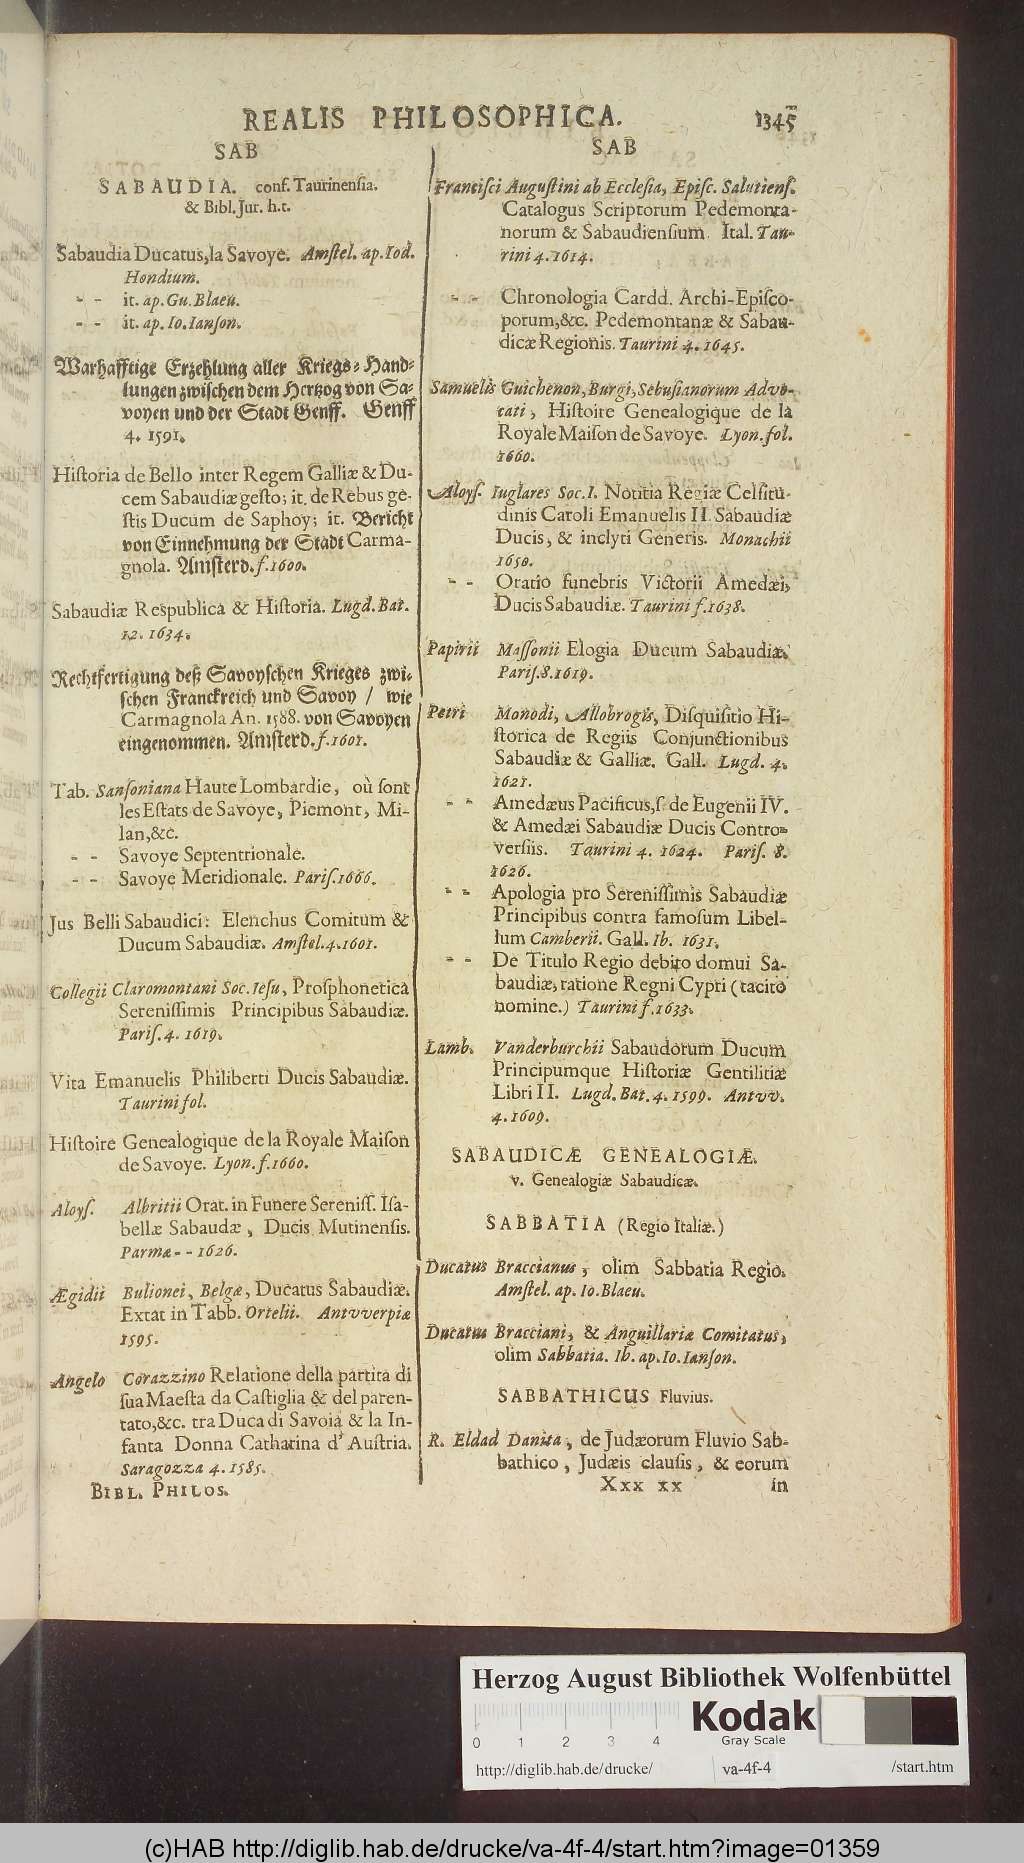 REALIS PHILOSOPHICA. 1345
SAB
SABAUDIA. conf. Taurinensia.
& Bibl. Jur. h.t.
Sabaudia Ducatus, la Savoye. Amstel. ap. Iod.
Hondium.
- - it. ap. Gu. Blaeu.
- - it. ap. Io. Ianson.
Warhafftige Erzehlung aller Kriegs-Hand-
lungen zwischen dem Hertzog von Sa-
voyen und der Stadt Genff. Genff
4. 1591.
Historia de Bello inter Regem Galliæ & Du-
cem Sabaudiæ gesto; it. de Rebus ge-
stis Ducum de Saphoy; it. Bericht
von Einnehmung der Stadt Carma-
gnola. Amsterd. f. 1600.
Sabaudiæ Respublica & Historia. Lugd. Bat.
12. 1634.
Rechtfertigung deß Savoyschen Krieges zwi-
schen Franckreich und Savoy / wie
Carmagnola An. 1588. von Savoyen
eingenommen. Amsterd. f. 1601.
Tab. Sansoniana Haute Lombardie, où sont
les Estats de Savoye, Piemont, Mi-
lan, &c.
- - Savoye Septentrionale.
- - Savoye Meridionale. Paris. 1666.
Jus Belli Sabaudici: Elenchus Comitum &
Ducum Sabaudiæ. Amstel. 4. 1601.
Collegii Claromontani Soc. Iesu, Prosphonetica
Serenissimis Principibus Sabaudiæ.
Paris. 4. 1619.
Vita Emanuelis Philiberti Ducis Sabaudiæ.
Taurini fol.
Histoire Genealogique de la Royale Maison
de Savoye. Lyon. f. 1660.
Aloys. Albritii Orat. in Funere Sereniss. Isa-
bellæ Sabaudæ, Ducis Mutinensis.
Parmæ - - 1626.
Ægidii Bulionei, Belgæ, Ducatus Sabaudiæ.
Extat in Tabb. Ortelii. Antvverpiæ
1595.
Angelo Corazzino Relatione della partita di
sua Maesta da Castiglia & del paren-
tato, &c. tra Duca di Savoia & la In-
fanta Donna Catharina d' Austria.
Saragozza 4. 1585.
BIBL. PHILOS.
SAB
Francisci Augustini ab Ecclesia, Episc. Salutiens.
Catalogus Scriptorum Pedemonta-
norum & Sabaudiensium. Ital. Tau-
rini 4. 1614.
- - Chronologia Cardd. Archi-Episco-
porum, &c. Pedemontanæ & Sabau-
dicæ Regionis. Taurini 4. 1645.
Samuelis Guichenon, Burgi, Sebusianorum Advo-
cati, Histoire Genealogique de la
Royale Maison de Savoye. Lyon. fol.
1660.
Aloys. Iuglares Soc. I. Notitia Regiæ Celsitu-
dinis Caroli Emanuelis II. Sabaudiæ
Ducis, & inclyti Generis. Monachii
1650.
- - Oratio funebris Victorii Amedæi,
Ducis Sabaudiæ. Taurini f. 1638.
Papirii Massonii Elogia Ducum Sabaudiæ.
Paris. 8. 1619.
Petri Monodi, Allobrogis, Disquisitio Hi-
storica de Regiis Conjunctionibus
Sabaudiæ & Galliæ. Gall. Lugd. 4.
1621.
- - Amedæus Pacificus, s. de Eugenii IV.
& Amedæi Sabaudiæ Ducis Contro-
versiis. Taurini 4. 1624. Paris. 8.
1626.
- - Apologia pro Serenissimis Sabaudiæ
Principibus contra famosum Libel-
lum Camberii. Gall. Ib. 1631.
- - De Titulo Regio debito domui Sa-
baudiæ, ratione Regni Cypri (tacito
nomine.) Taurini f. 1633.
Lamb. Vanderburchii Sabaudorum Ducum
Principumque Historiæ Gentilitiæ
Libri II. Lugd. Bat. 4. 1599. Antvv.
4. 1609.
SABAUDICÆ GENEALOGIÆ.
v. Genealogiæ Sabaudicæ.
SABBATIA (Regio Italiæ.)
Ducatus Braccianus, olim Sabbatia Regio.
Amstel. ap. Io. Blaeu.
Ducatus Bracciani, & Anguillariæ Comitatus,
olim Sabbatia. Ib. ap. Io. Ianson.
SABBATHICUS Fluvius.
R. Eldad Danita, de Judæorum Fluvio Sab-
bathico, Judæis clausis, & eorum
Xxx xx in
Herzog August Bibliothek Wolfenbüttel
0 1 2 3 4
Kodak
Gray Scale
http://diglib.hab.de/drucke/ va-4f-4 /start.htm
(c)HAB http://diglib.hab.de/drucke/va-4f-4/start.htm?image=01359